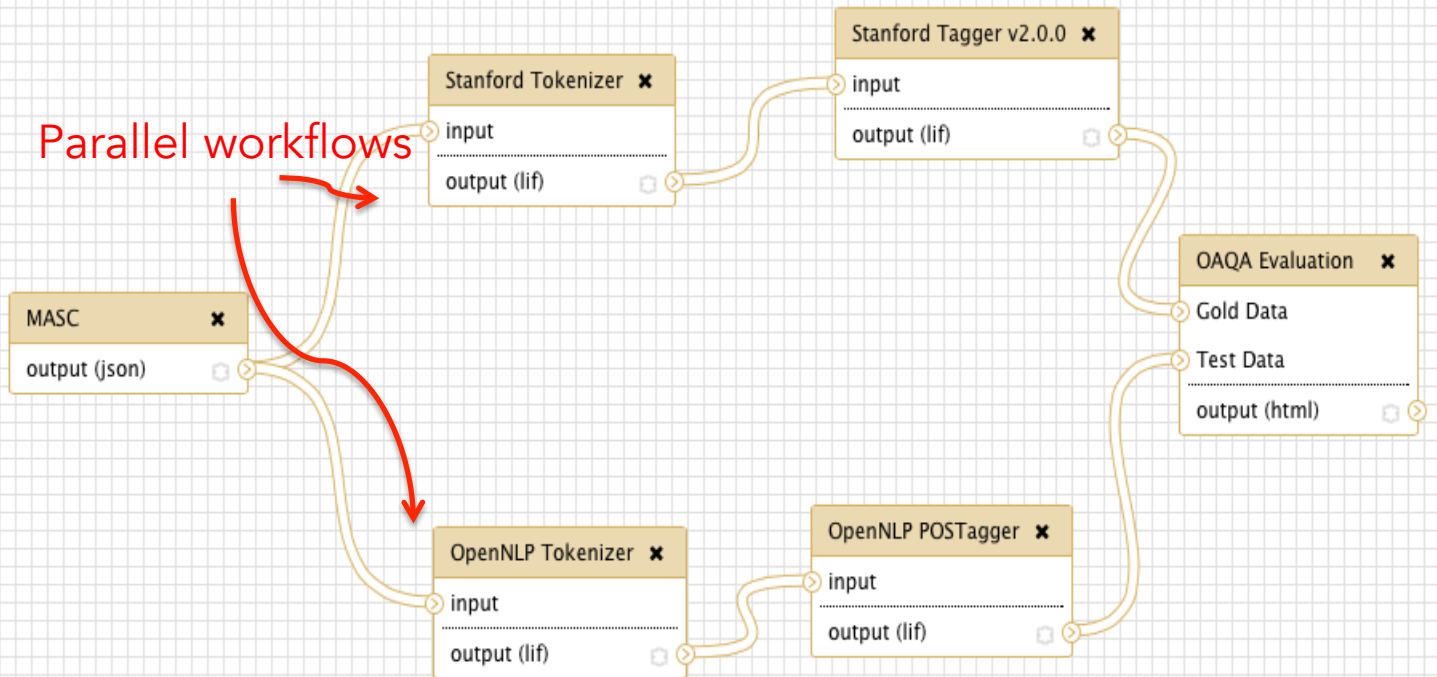 Parallel workflows
MASC ✖
output (json)
Stanford Tokenizer ✖
input
output (lif)
Stanford Tagger v2.0.0 ✖
input
output (lif)
OpenNLP Tokenizer ✖
input
output (lif)
OpenNLP POSTagger ✖
input
output (lif)
OAQA Evaluation ✖
Gold Data
Test Data
output (html)